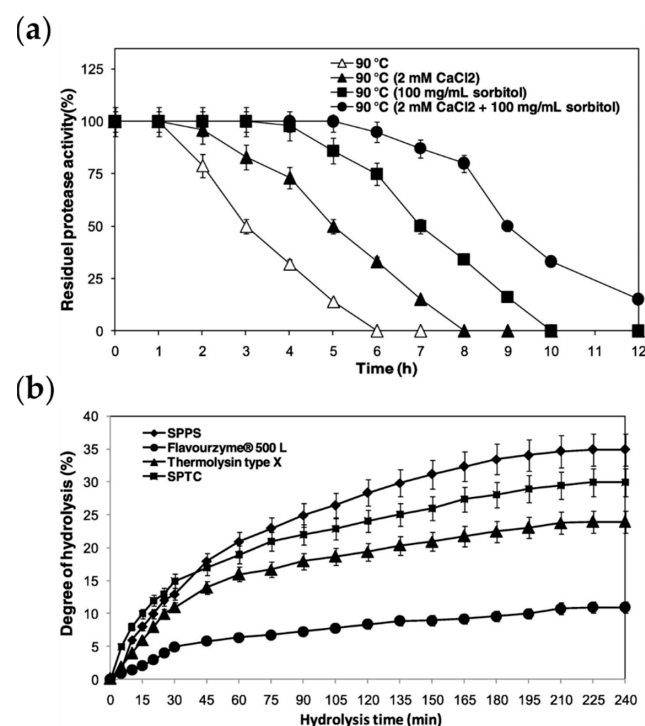 (a)
90 °C
90 °C (2 mM CaCl2)
90 °C (100 mg/mL sorbitol)
90 °C (2 mM CaCl2 + 100 mg/mL sorbitol)
Residuel protease activity(%)
125
100
75
50
25
0
0 1 2 3 4 5 6 7 8 9 10 11 12
Time (h)
(b)
SPPS
Flavourzyme® 500 L
Thermolysin type X
SPTC
Degree of hydrolysis (%)
40
35
30
25
20
15
10
5
0
0 15 30 45 60 75 90 105 120 135 150 165 180 195 210 225 240
Hydrolysis time (min)